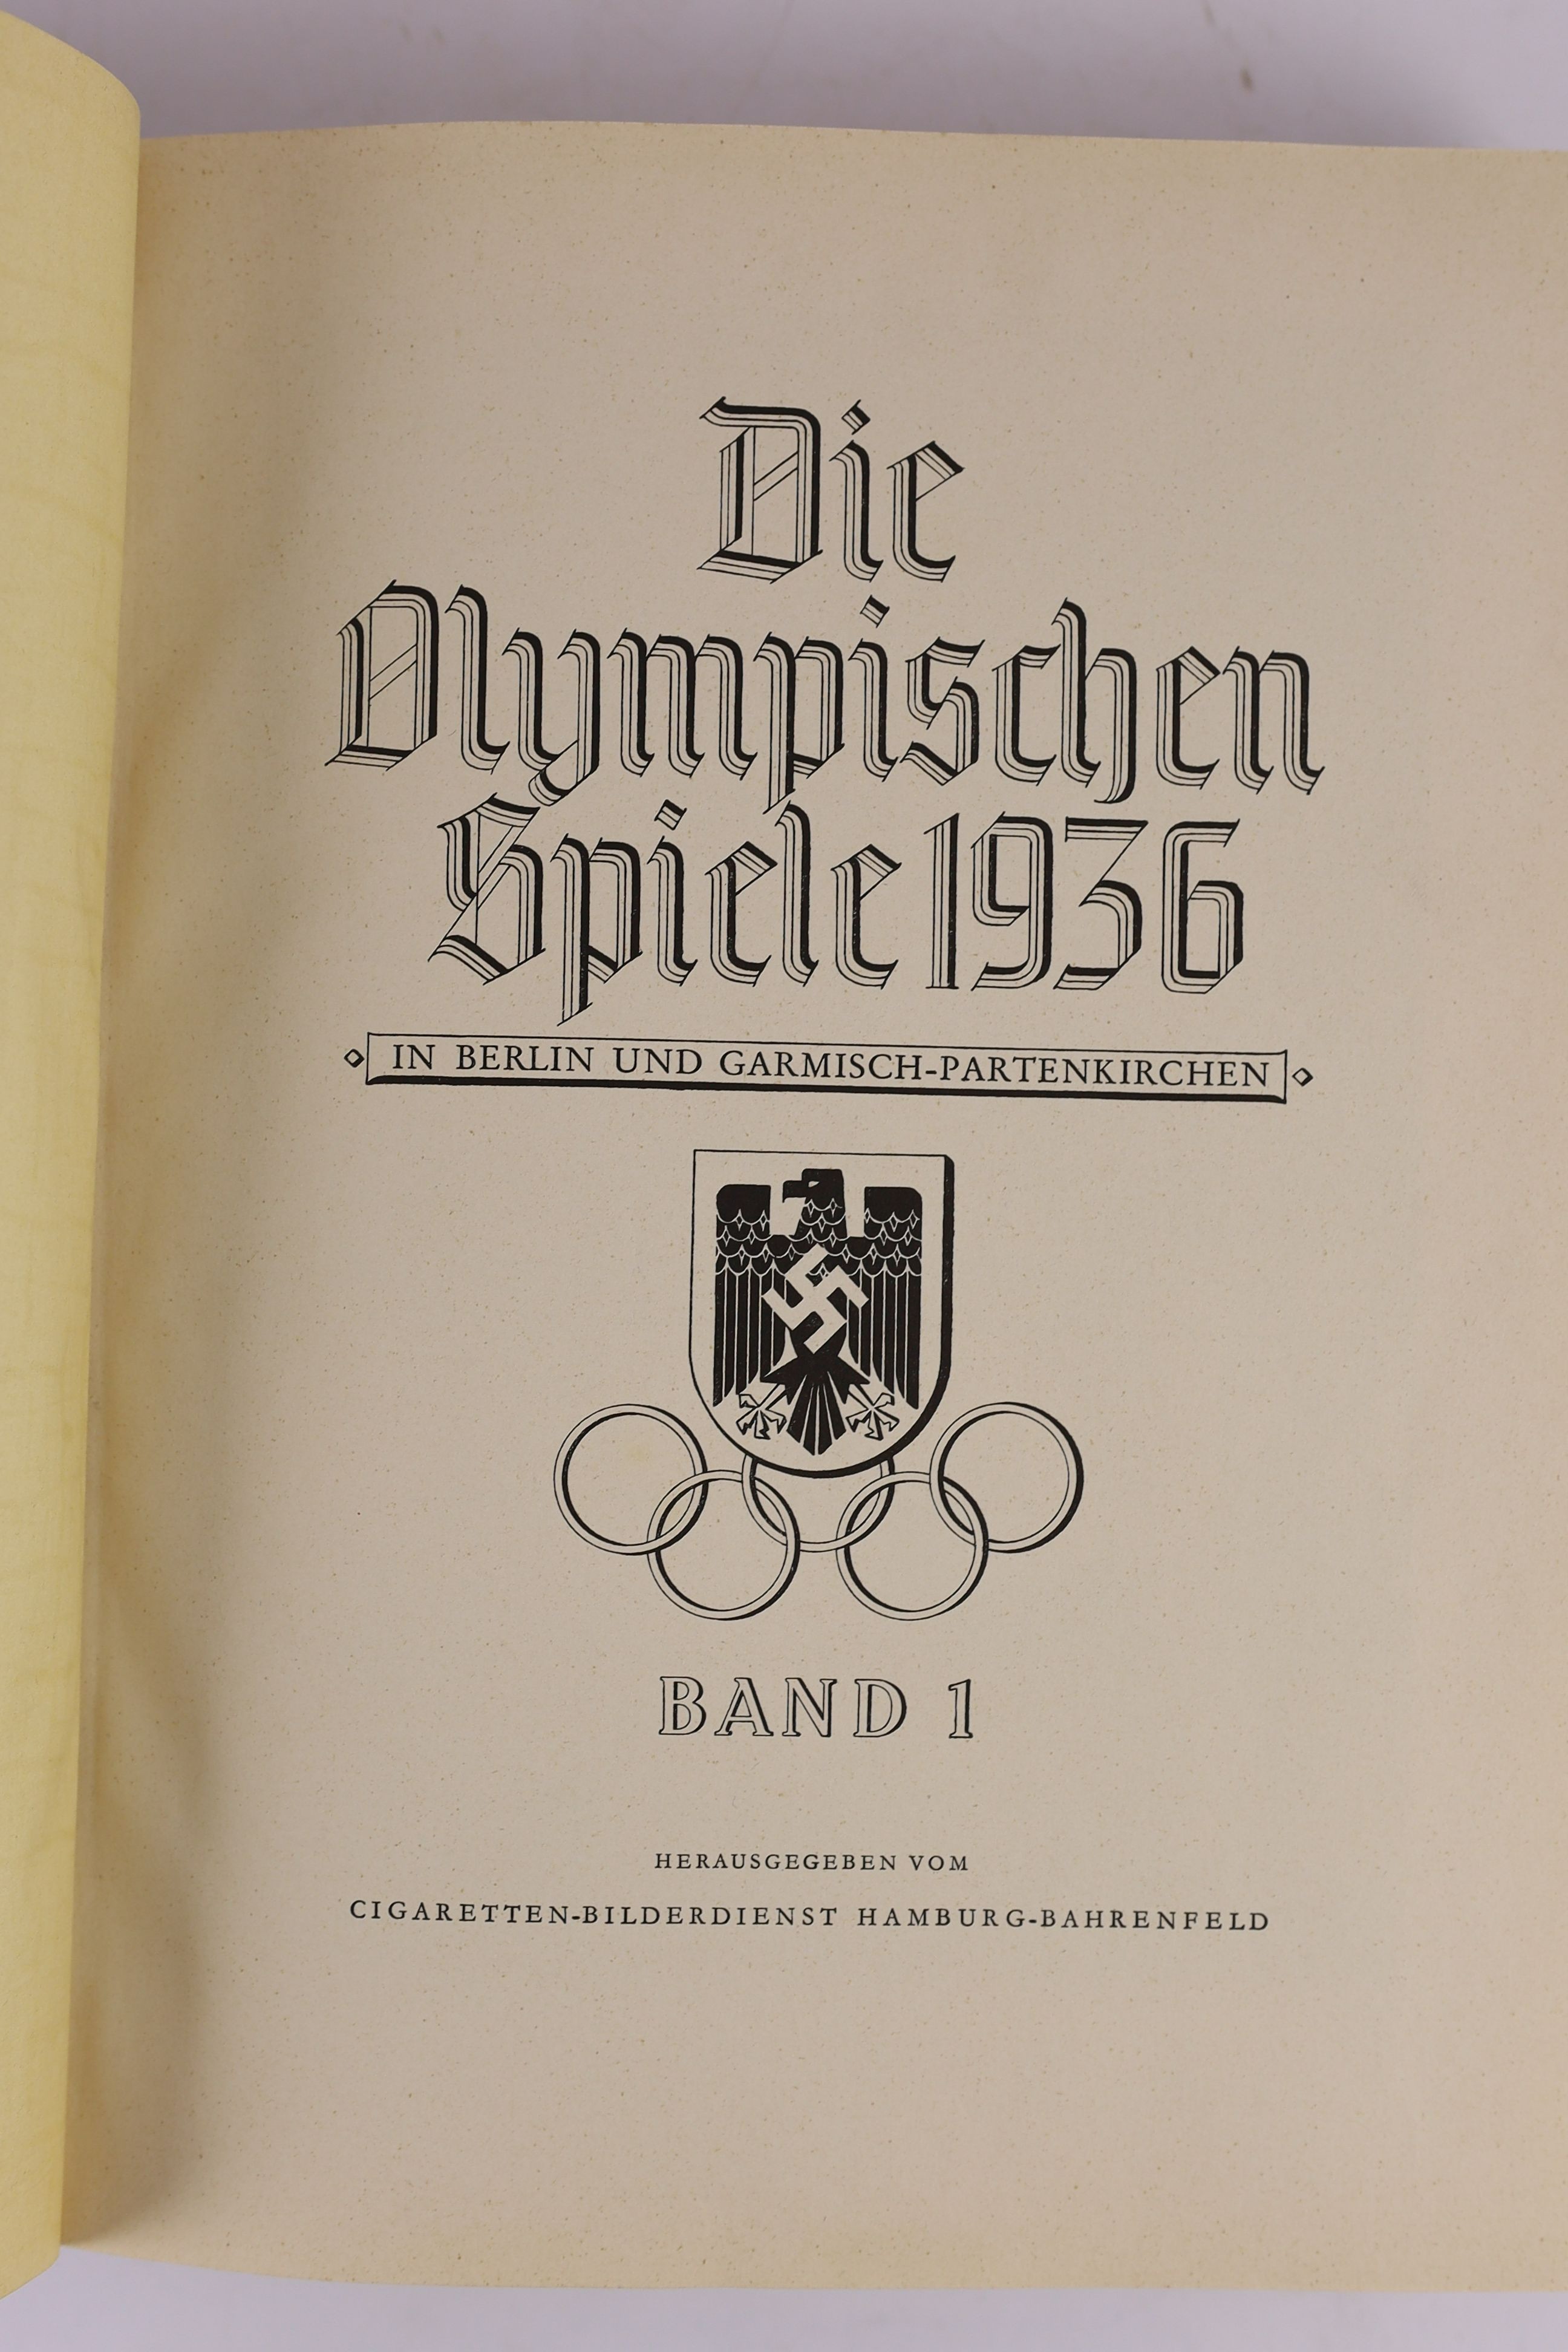 Die
Olympischen
Spiele 1936
IN BERLIN UND GARMISCH-PARTENKIRCHEN
BAND 1
HERAUSGEGEBEN VOM
CIGARETTEN-BILDERDIENST HAMBURG-BAHRENFELD